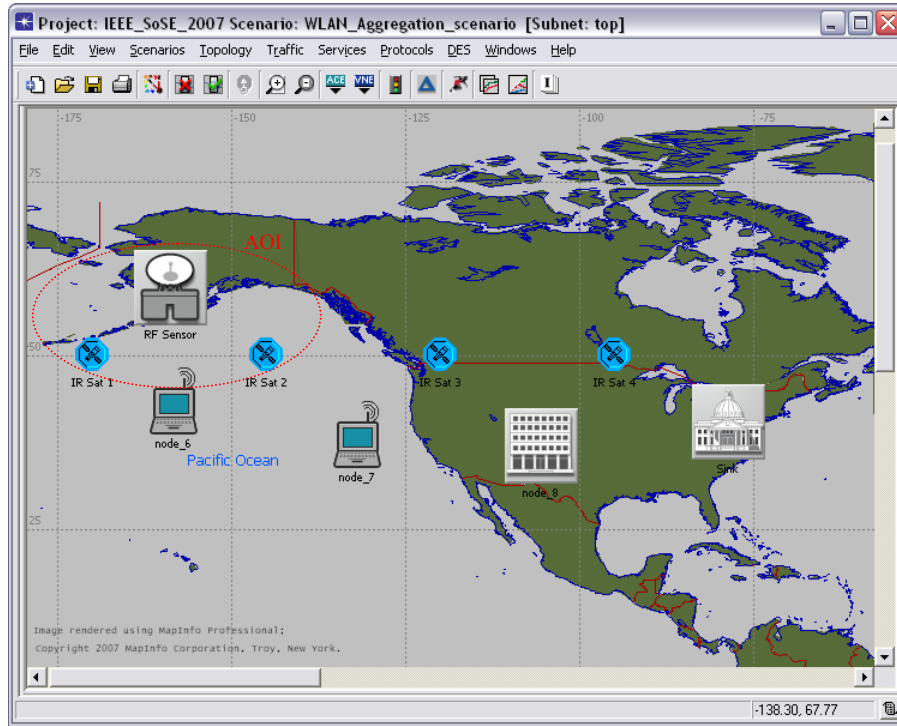 Project: IEEE_SoSE_2007 Scenario: WLAN_Aggregation_scenario [Subnet: top]
File Edit View Scenarios Topology Traffic Services Protocols DES Windows Help
ACE VNE
-175 -150 -125 -100 -75
75
AOI
RF Sensor
50
IR Sat 1 IR Sat 2 IR Sat 3 IR Sat 4
node_6
node_7
node_8
Sink
Pacific Ocean
25
Image rendered using MapInfo Professional;
Copyright 2007 MapInfo Corporation, Troy, New York.
-138.30, 67.77